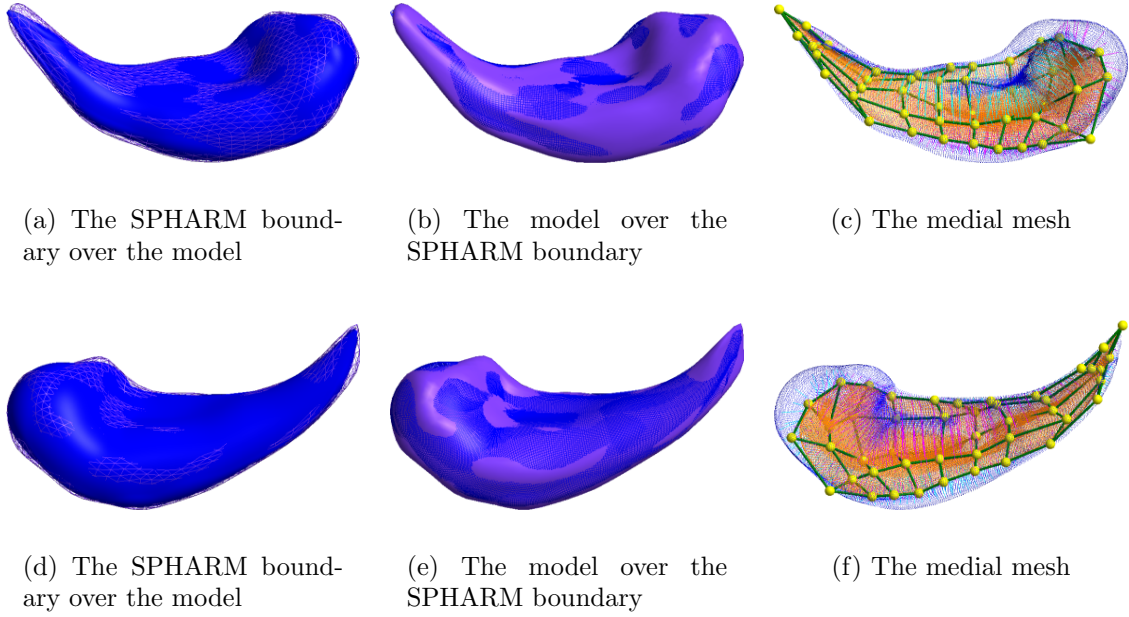 (a) The SPHARM bound-
ary over the model
(b) The model over the
SPHARM boundary
(c) The medial mesh
(d) The SPHARM bound-
ary over the model
(e) The model over the
SPHARM boundary
(f) The medial mesh